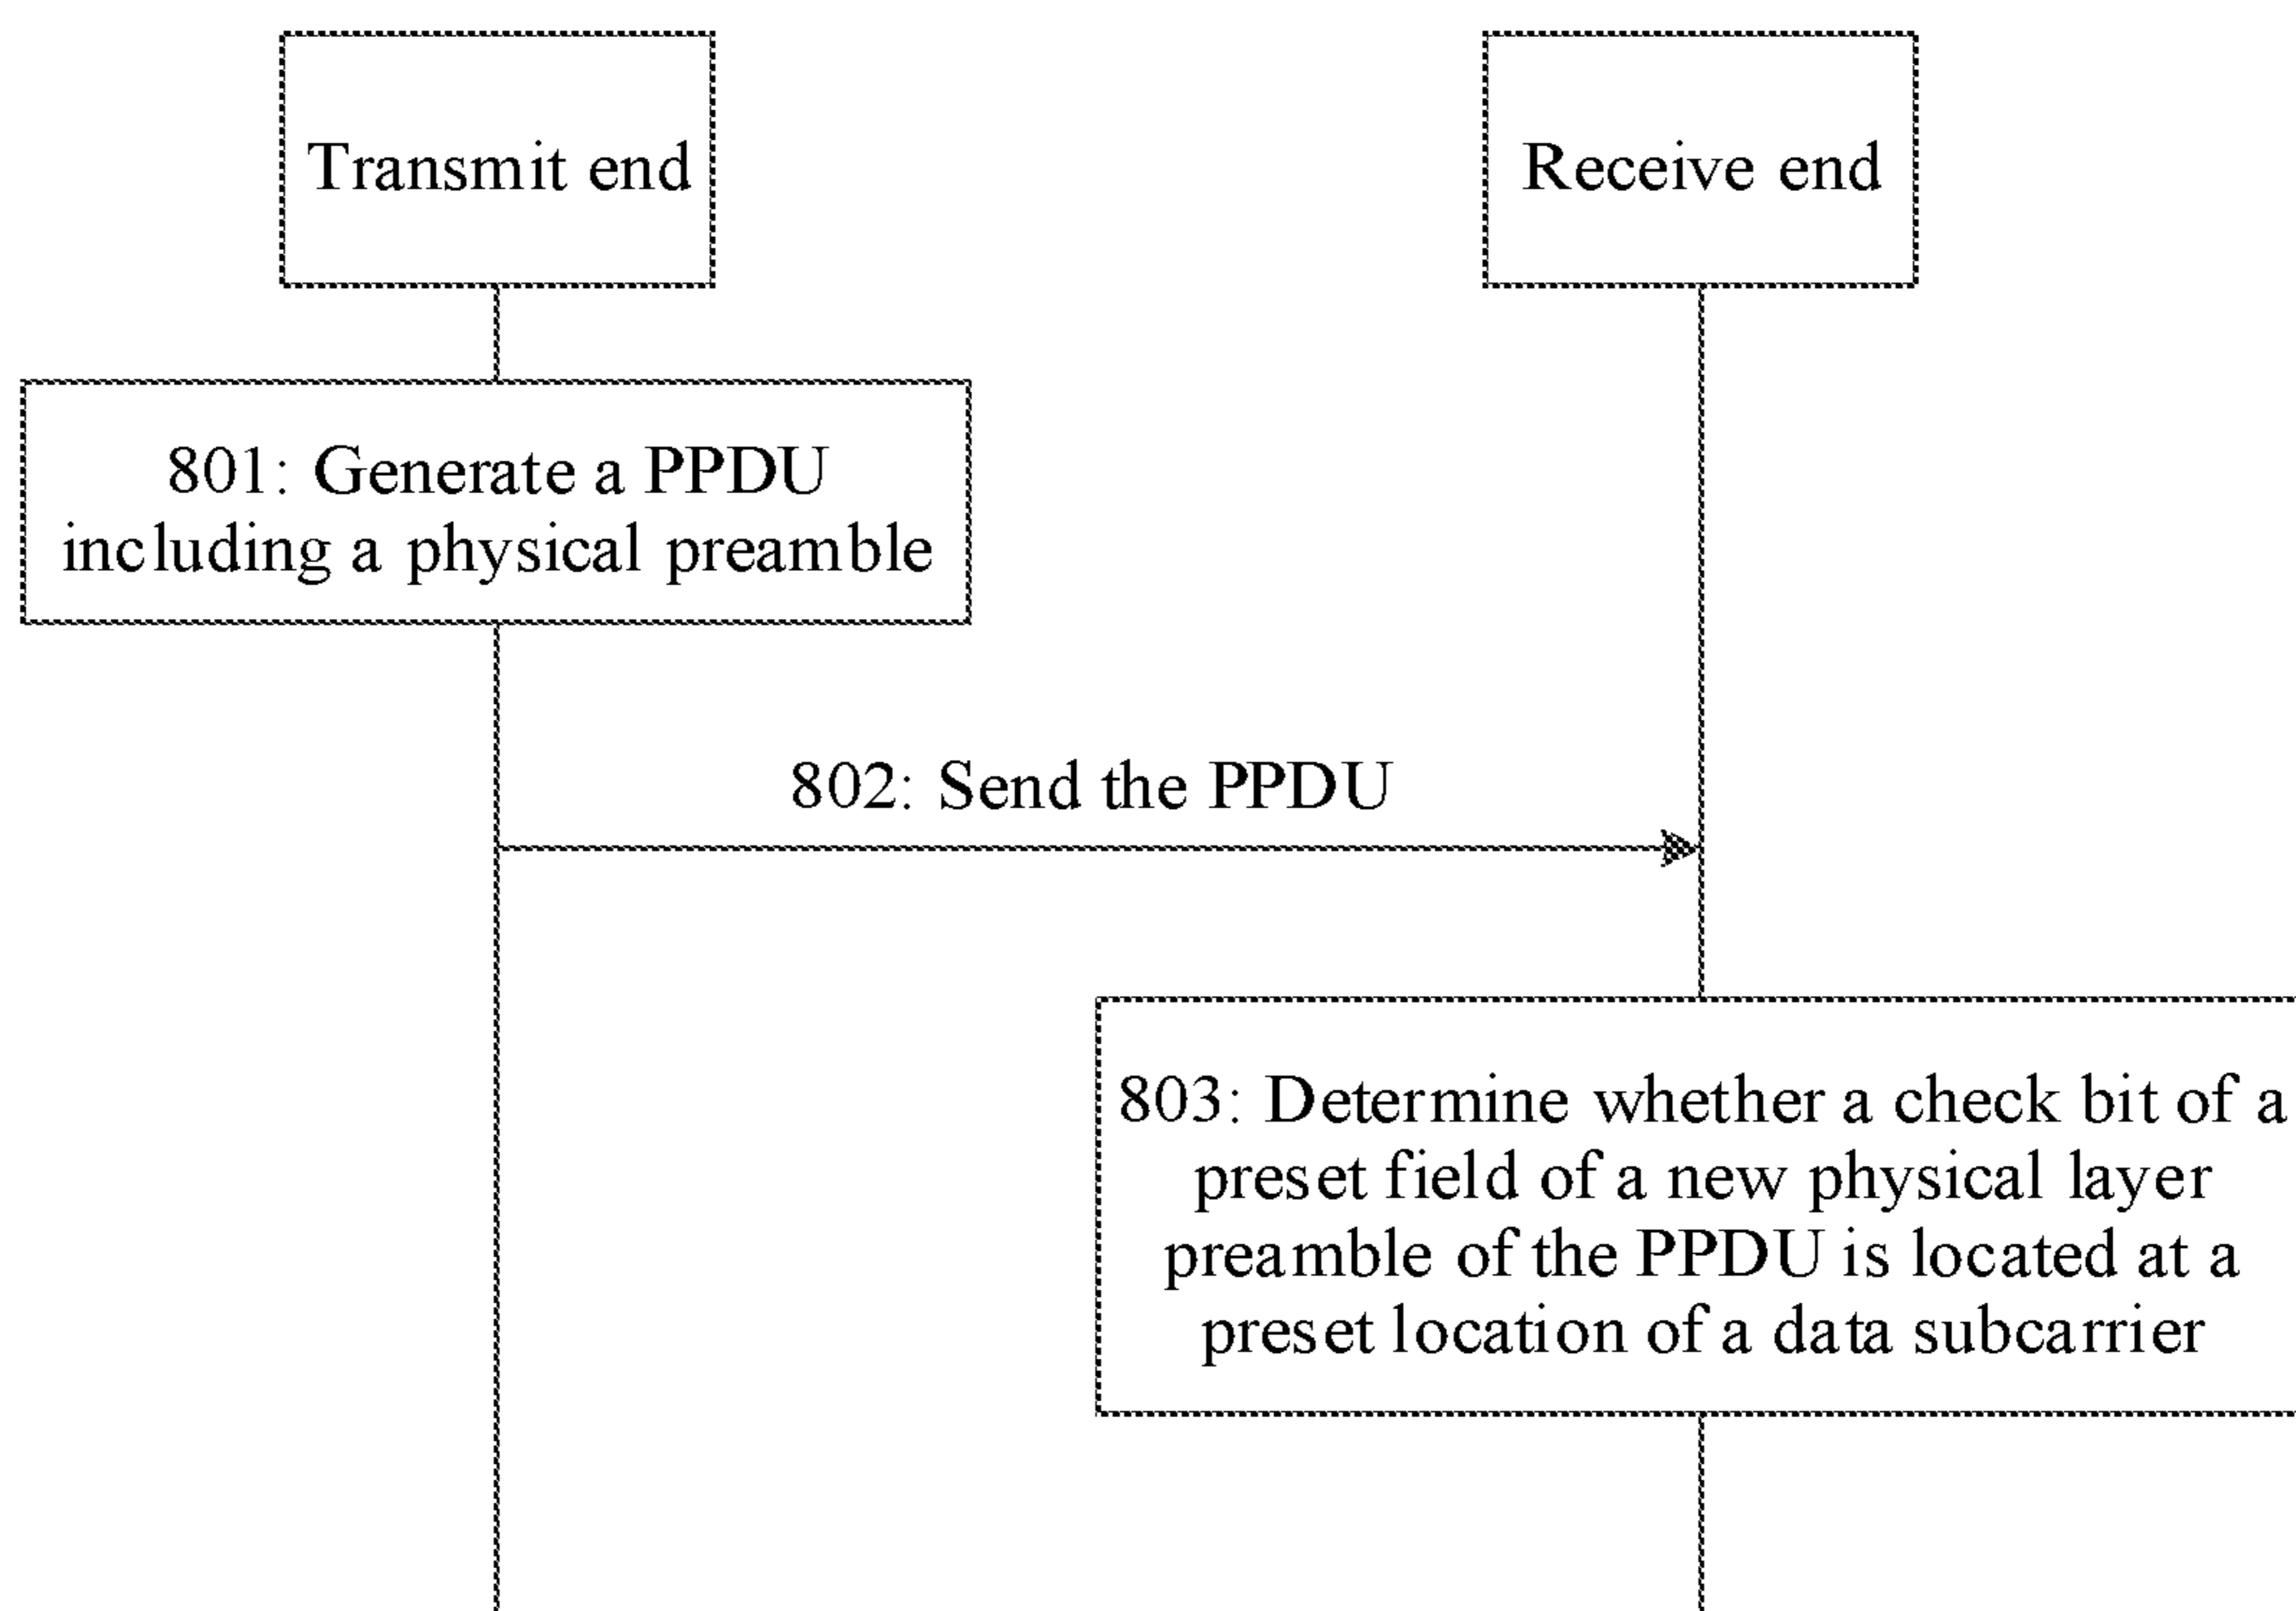 Transmit end
Receive end
801: Generate a PPDU
including a physical preamble
802: Send the PPDU
803: Determine whether a check bit of a
preset field of a new physical layer
preamble of the PPDU is located at a
preset location of a data subcarrier